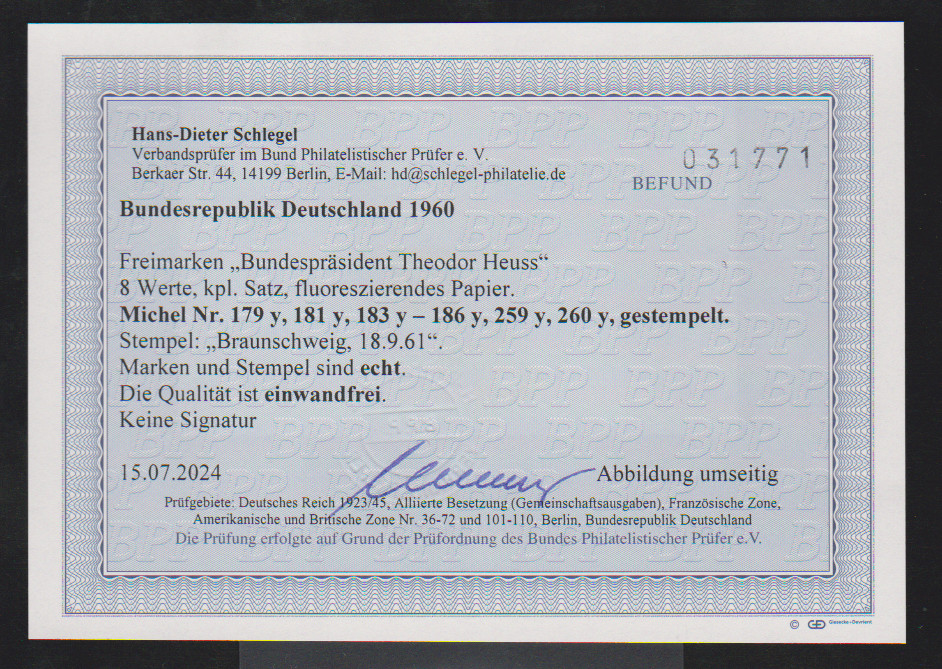 Hans-Dieter Schlegel
Verbandsprüfer im Bund Philatelistischer Prüfer e. V.
Berkaer Str. 44, 14199 Berlin, E-Mail: hd@schlegel-philatelie.de
031771
BEFUND
Bundesrepublik Deutschland 1960
Freimarken „Bundespräsident Theodor Heuss“
8 Werte, kpl. Satz, fluoreszierendes Papier.
Michel Nr. 179 y, 181 y, 183 y – 186 y, 259 y, 260 y, gestempelt.
Stempel: „Braunschweig, 18.9.61“.
Marken und Stempel sind echt.
Die Qualität ist einwandfrei.
Keine Signatur
15.07.2024
Abbildung umseitig
Prüfgebiete: Deutsches Reich 1923/45, Alliierte Besetzung (Gemeinschaftsausgaben), Französische Zone,
Amerikanische und Britische Zone Nr. 36-72 und 101-110, Berlin, Bundesrepublik Deutschland
Die Prüfung erfolgte auf Grund der Prüfordnung des Bundes Philatelistischer Prüfer e.V.
© GD Giesecke+Devrient